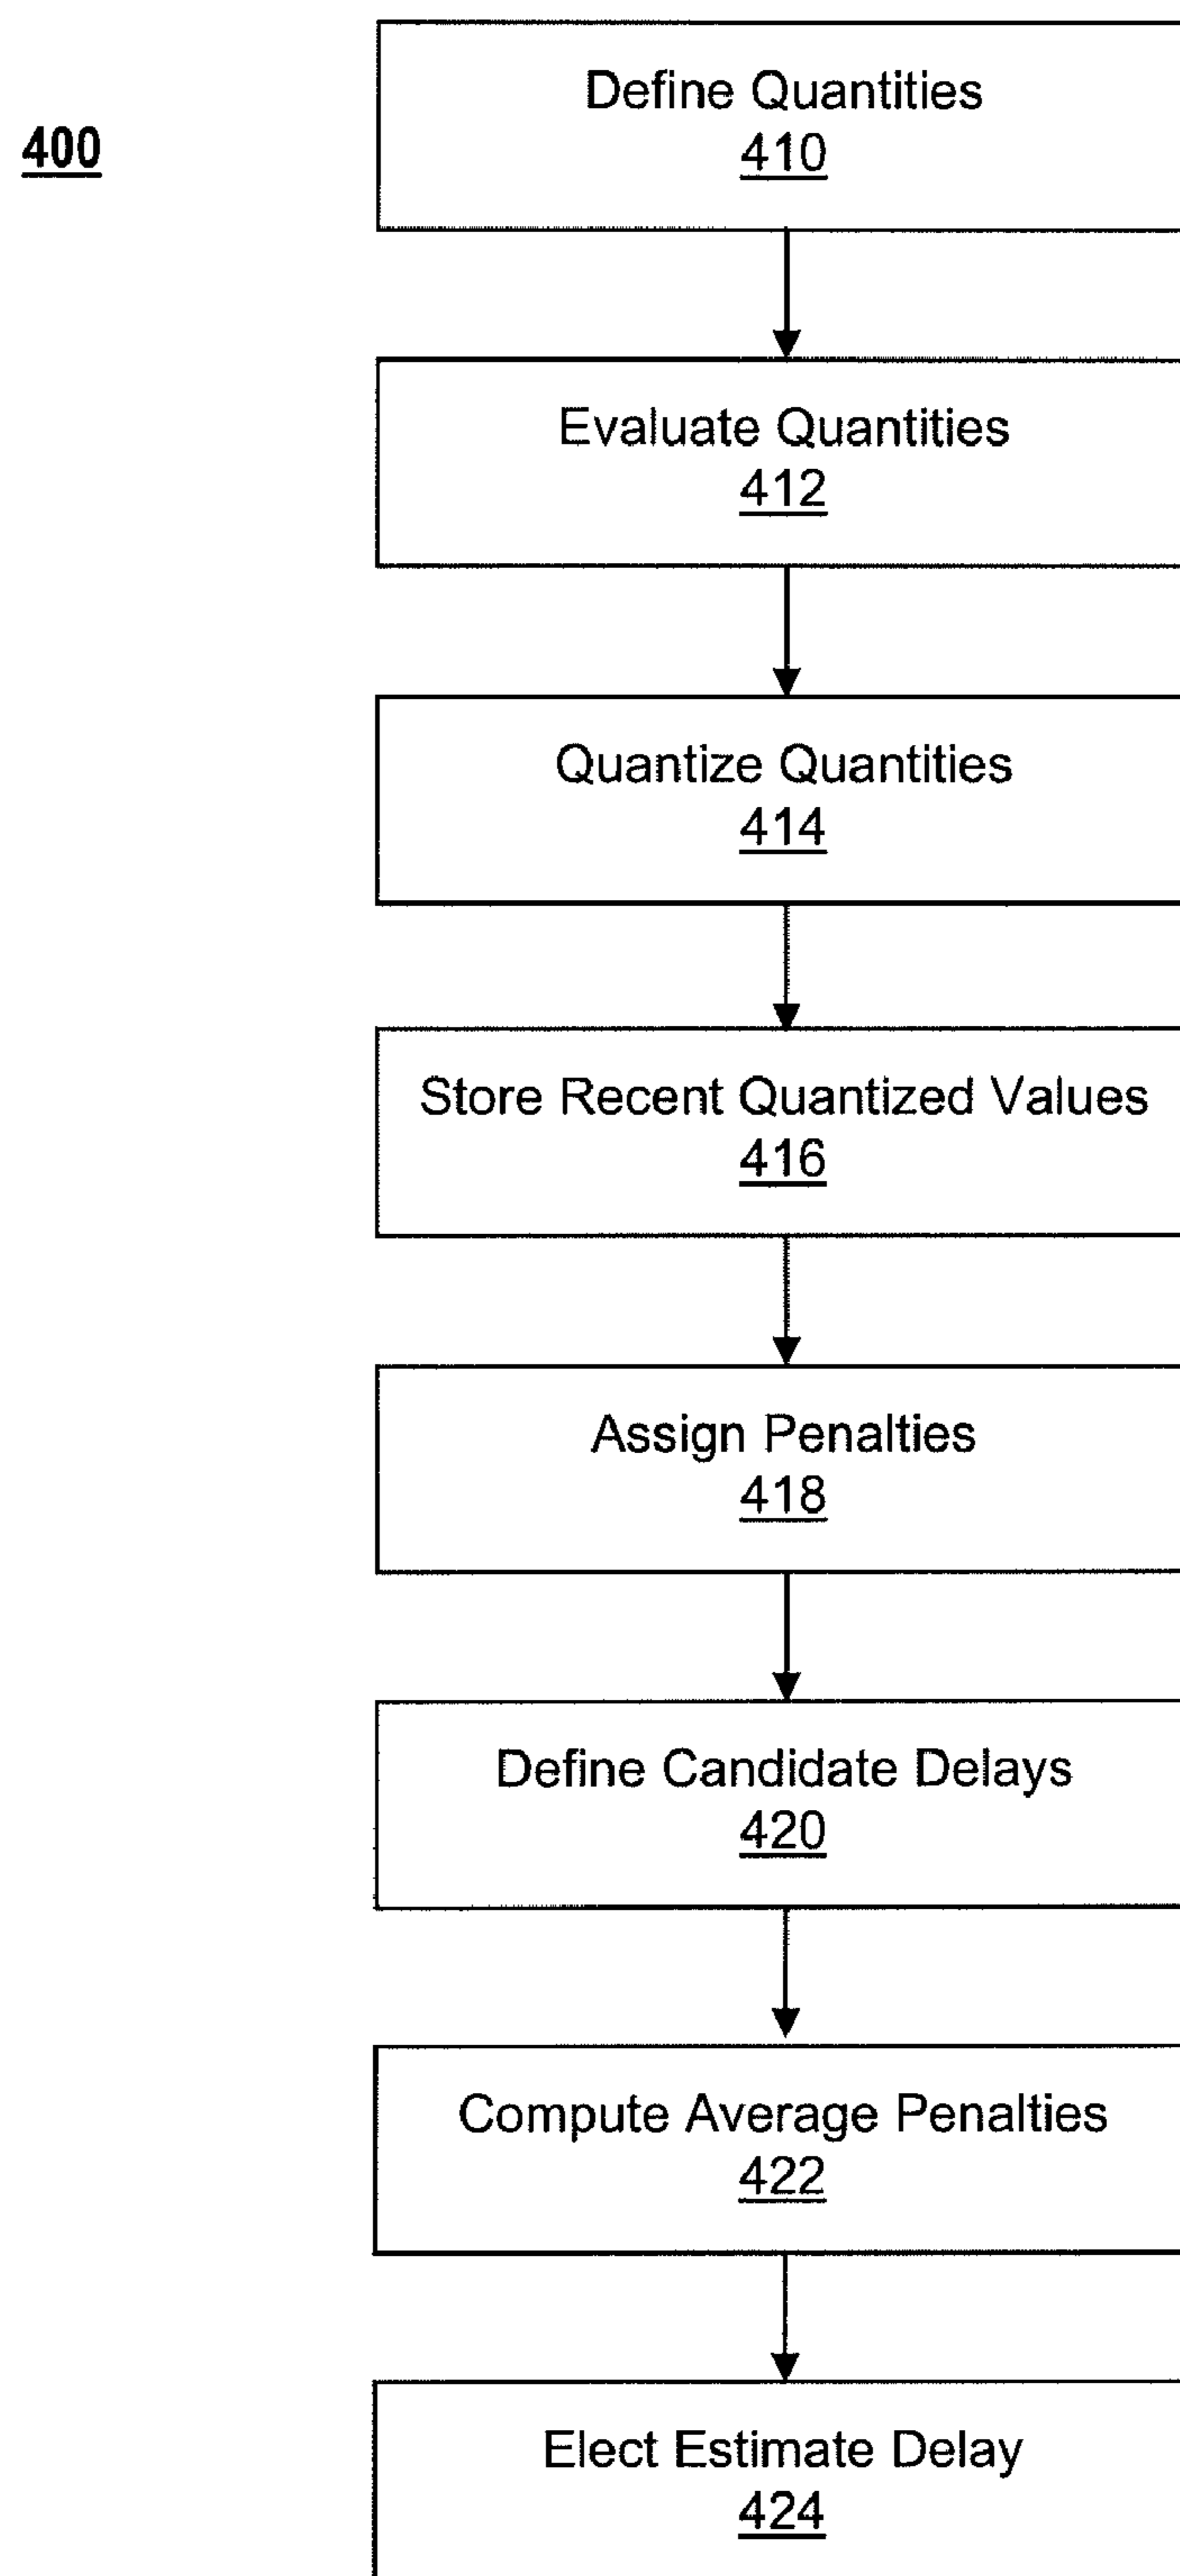 400
Define Quantities
410
Evaluate Quantities
412
Quantize Quantities
414
Store Recent Quantized Values
416
Assign Penalties
418
Define Candidate Delays
420
Compute Average Penalties
422
Elect Estimate Delay
424